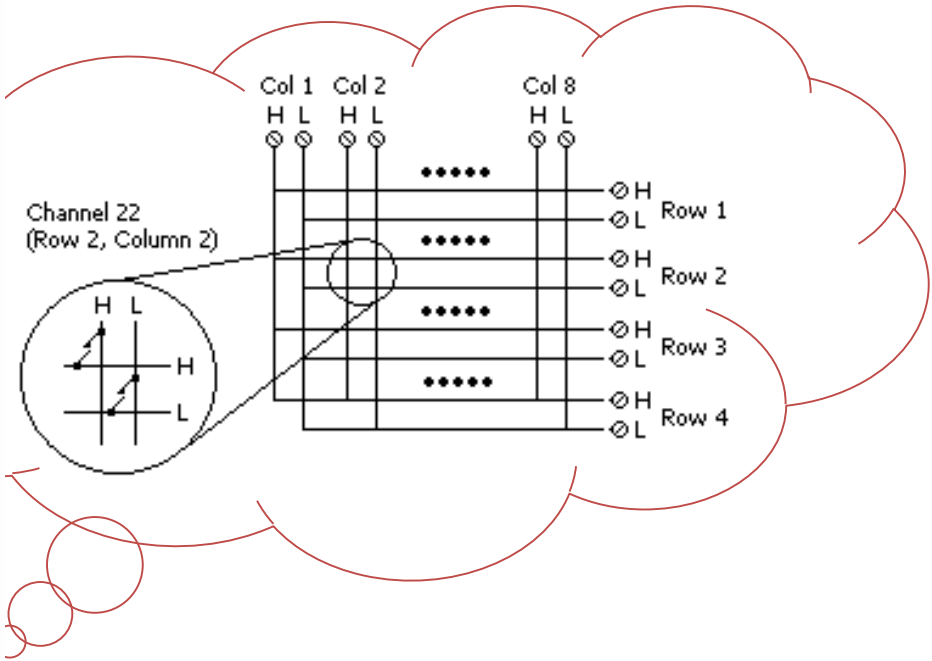 Col 1 Col 2 Col 8
H L H L H L
H
Row 1
L
Channel 22
(Row 2, Column 2)
H
Row 2
L
H L
H
Row 3
L
H
L
H
Row 4
L